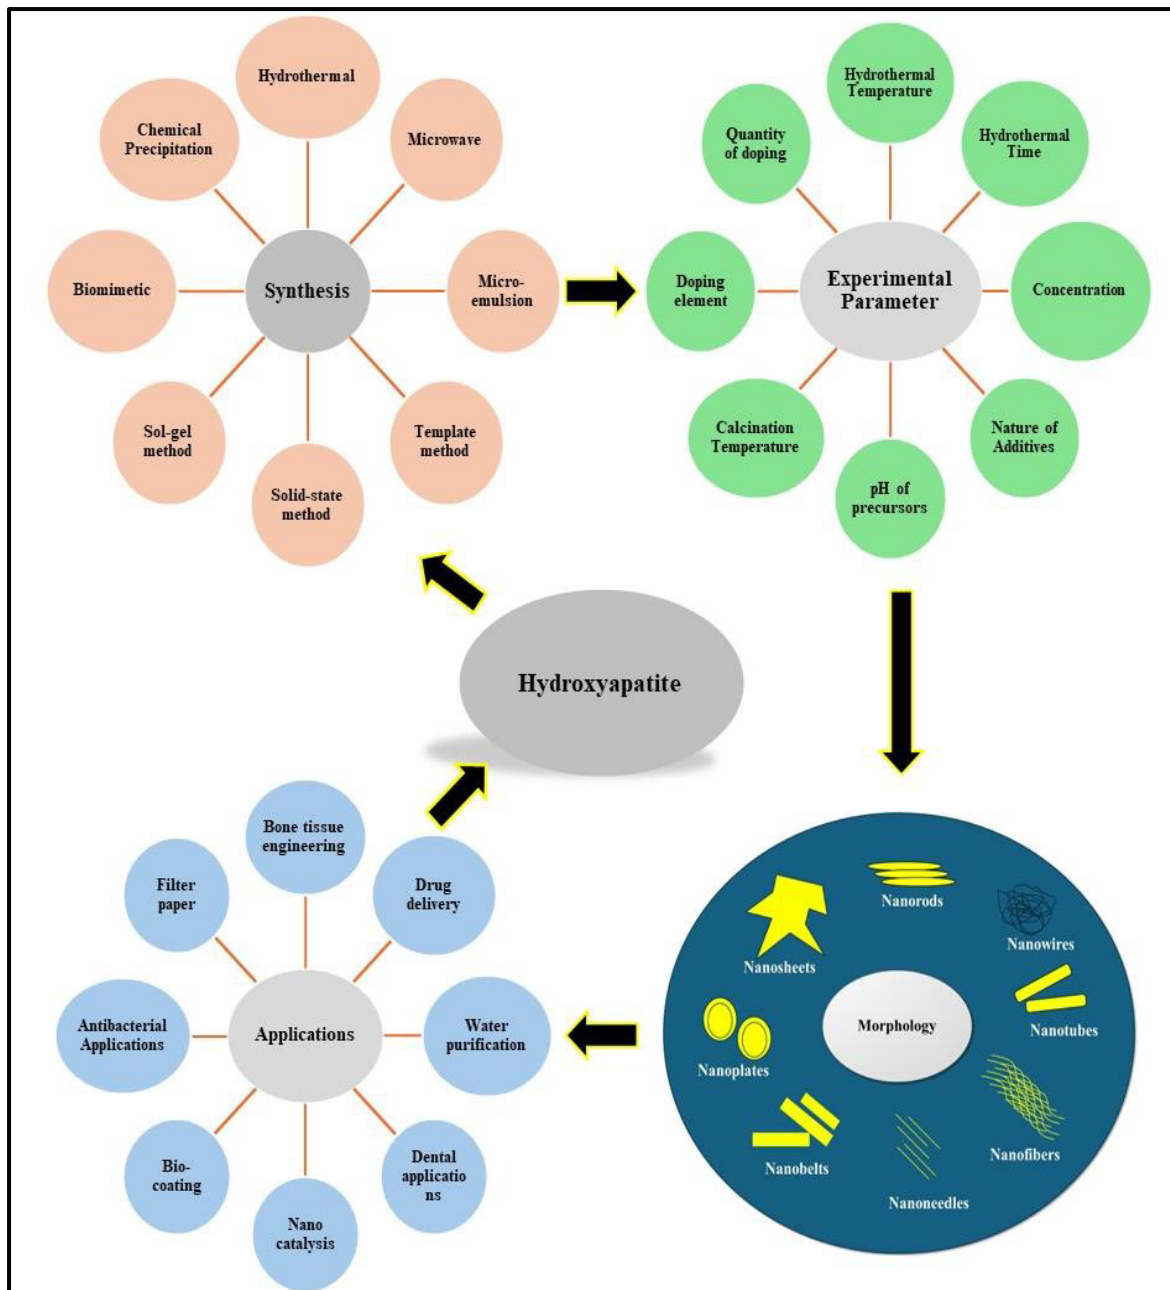 Hydrothermal
Microwave
Micro-
emulsion
Template
method
Solid-state
method
Sol-gel
method
Biomimetic
Chemical
Precipitation
Synthesis
Hydrothermal
Temperature
Hydrothermal
Time
Concentration
Nature of
Additives
pH of
precursors
Calcination
Temperature
Doping
element
Quantity
of doping
Experimental
Parameter
Hydroxyapatite
Nanorods
Nanowires
Nanotubes
Nanofibers
Nanoneedles
Nanobelts
Nanoplates
Nanosheets
Morphology
Bone tissue
engineering
Drug
delivery
Water
purification
Dental
applicatio
ns
Nano
catalysis
Bio-
coating
Antibacterial
Applications
Filter
paper
Applications